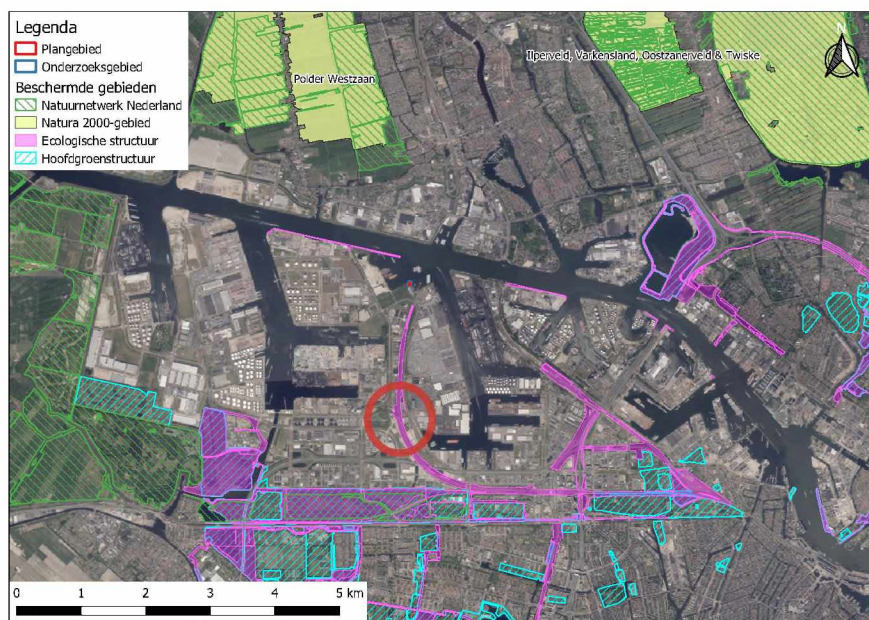 Legenda
Plangebied
Onderzoeksgebied
Beschermde gebieden
Natuurnetwerk Nederland
Natura 2000-gebied
Ecologische structuur
Hoofdgroenstructuur
Polder Westzaan
Ilperveld, Varkensland, Oostzanerveld & Twiske
N
0 1 2 3 4 5 km